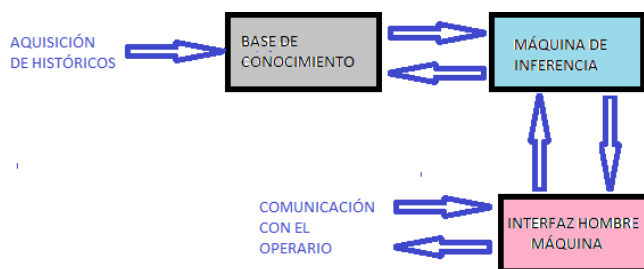 AQUISICIÓN
DE HISTÓRICOS
BASE DE
CONOCIMIENTO
MÁQUINA DE
INFERENCIA
COMUNICACIÓN
CON EL
OPERARIO
INTERFAZ HOMBRE
MÁQUINA